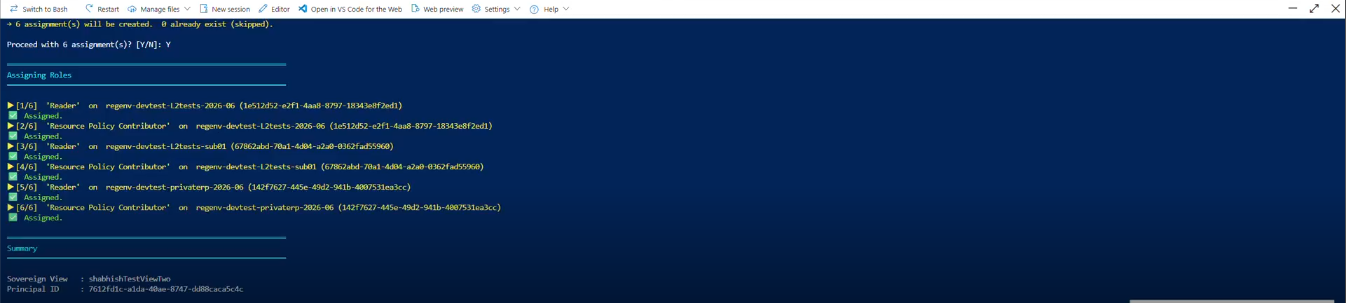 Switch to Bash Restart Manage files New session Editor Open in VS Code for the Web Web preview Settings Help
→ 6 assignment(s) will be created. 0 already exist (skipped).
Proceed with 6 assignment(s)? [Y/N]: Y
Assigning Roles
[1/6] 'Reader' on regenv-devtest-L2tests-2026-06 (1e512d52-e2f1-4aa8-8797-18343e8f2ed1)
Assigned.
[2/6] 'Resource Policy Contributor' on regenv-devtest-L2tests-2026-06 (1e512d52-e2f1-4aa8-8797-18343e8f2ed1)
Assigned.
[3/6] 'Reader' on regenv-devtest-L2tests-sub01 (67862abd-70a1-4d04-a2a0-0362fad55960)
Assigned.
[4/6] 'Resource Policy Contributor' on regenv-devtest-L2tests-sub01 (67862abd-70a1-4d04-a2a0-0362fad55960)
Assigned.
[5/6] 'Reader' on regenv-devtest-privaterp-2026-06 (142f7627-445e-49d2-941b-4007531ea3cc)
Assigned.
[6/6] 'Resource Policy Contributor' on regenv-devtest-privaterp-2026-06 (142f7627-445e-49d2-941b-4007531ea3cc)
Assigned.
Summary
Sovereign View : shabhishTestViewTwo
Principal ID : 7612fd1c-a1da-40ae-8747-dd88caca5c4c